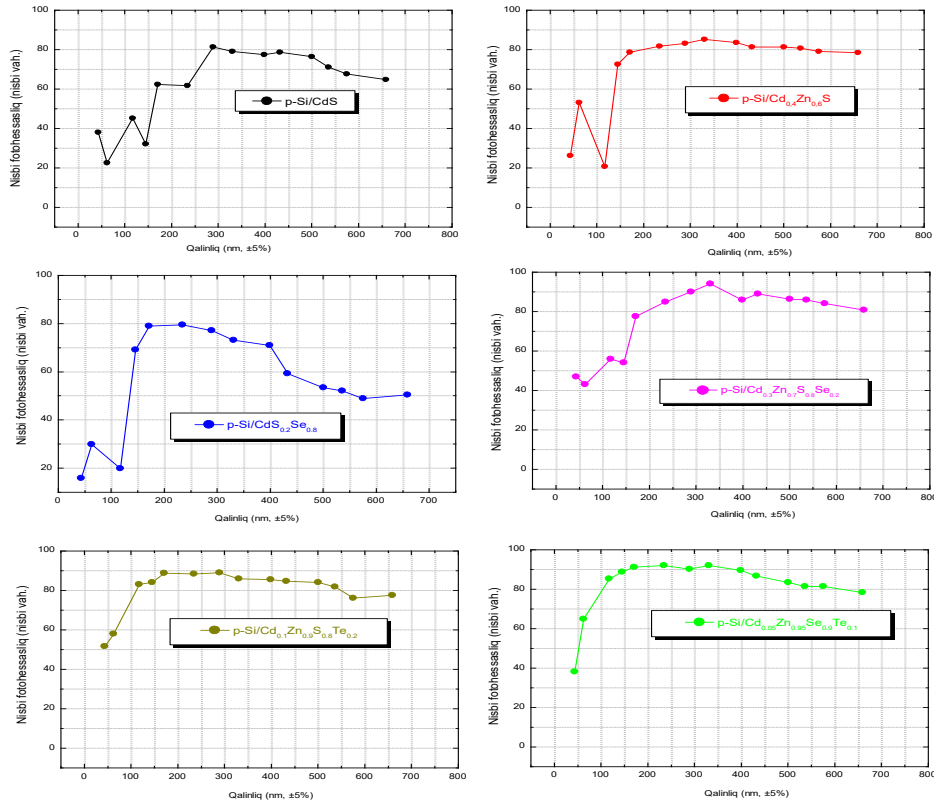 100
80
60
40
20
0
Nisbi fotohessasliq (nisbi vah.)
p-Si/CdS
0 100 200 300 400 500 600 700 800
Qalinliq (nm, ±5%)
100
80
60
40
20
0
Nisbi fotohessasliq (nisbi vah.)
p-Si/Cd0,4Zn0,6S
0 100 200 300 400 500 600 700 800
Qalinliq (nm, ±5%)
100
80
60
40
20
Nisbi fotohessasliq (nisbi vah.)
p-Si/CdS0.2Se0.8
0 100 200 300 400 500 600 700
Qalinliq (nm, ±5%)
100
80
60
40
20
0
Nisbi fotohessasliq (nisbi vah.)
p-Si/Cd0.3Zn0.7S0.8Se0.2
0 100 200 300 400 500 600 700 800
Qalinliq (nm, ±5%)
100
80
60
40
20
0
Nisbi fotohessasliq (nisbi vah.)
p-Si/Cd0.1Zn0.9S0.8Te0.2
0 100 200 300 400 500 600 700 800
Qalinliq (nm, ±5%)
100
80
60
40
20
0
Nisbi fotohessasliq (nisbi vah.)
p-Si/Cd0.05Zn0.95Se0.9Te0.1
0 100 200 300 400 500 600 700 800
Qalinliq (nm, ±5%)